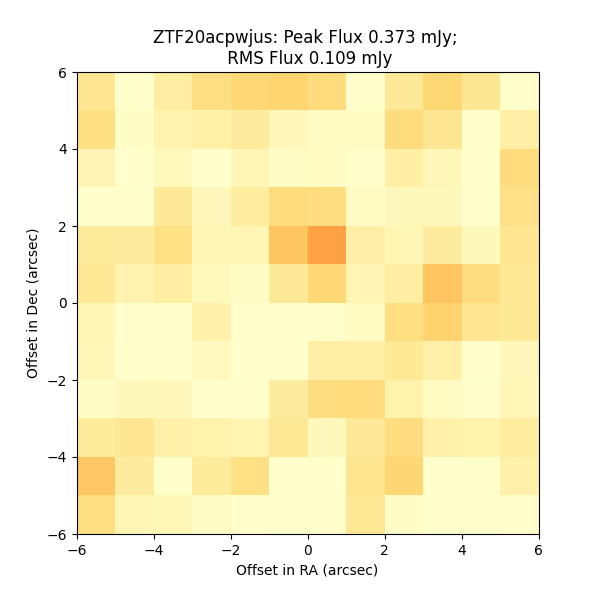 ZTF20acpwjus: Peak Flux 0.373 mJy;
RMS Flux 0.109 mJy
6
4
2
0
−2
−4
−6
Offset in Dec (arcsec)
−6 −4 −2 0 2 4 6
Offset in RA (arcsec)